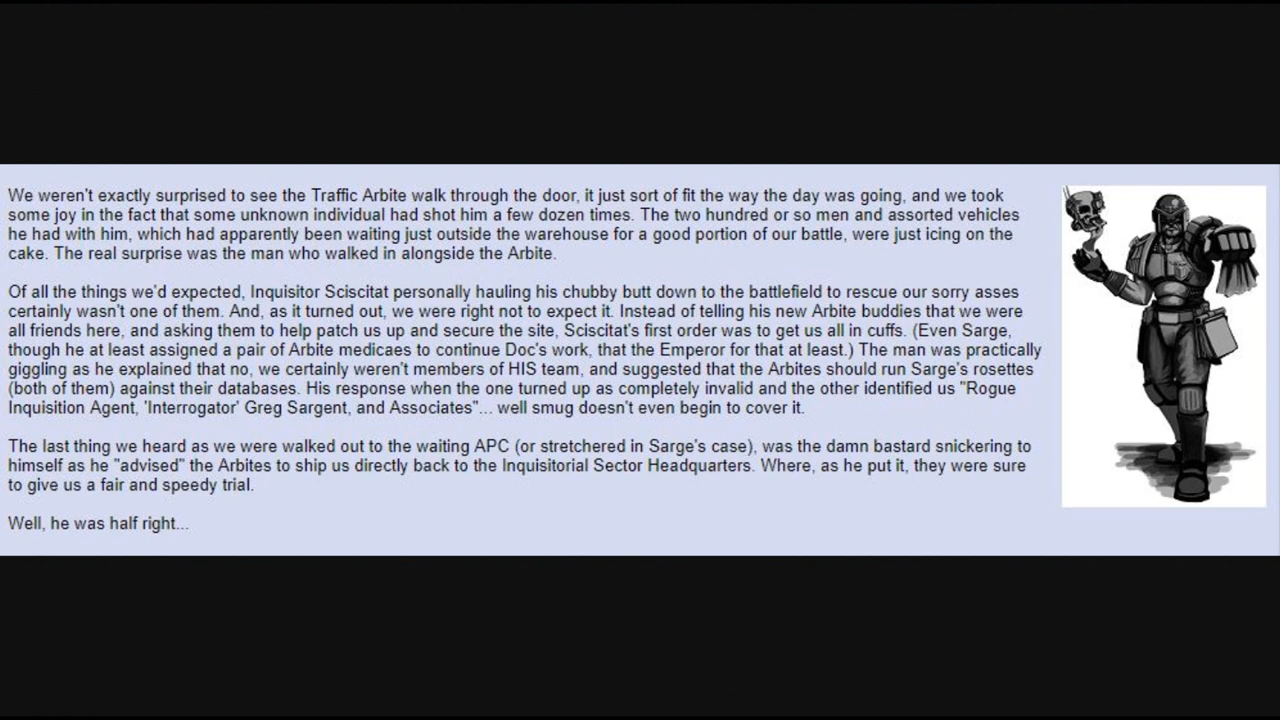 We weren't exactly surprised to see the Traffic Arbite walk through the door, it just sort of fit the way the day was going, and we took
some joy in the fact that some unknown individual had shot him a few dozen times. The two hundred or so men and assorted vehicles
he had with him, which had apparently been waiting just outside the warehouse for a good portion of our battle, were just icing on the
cake. The real surprise was the man who walked in alongside the Arbite.
Of all the things we'd expected, Inquisitor Sciscitat personally hauling his chubby butt down to the battlefield to rescue our sorry asses
certainly wasn't one of them. And, as it turned out, we were right not to expect it. Instead of telling his new Arbite buddies that we were
all friends here, and asking them to help patch us up and secure the site, Sciscitat's first order was to get us all in cuffs. (Even Sarge,
though he at least assigned a pair of Arbite medicaes to continue Doc's work, that the Emperor for that at least.) The man was practically
giggling as he explained that no, we certainly weren't members of HIS team, and suggested that the Arbites should run Sarge's rosettes
(both of them) against their databases. His response when the one turned up as completely invalid and the other identified us "Rogue
Inquisition Agent, 'Interrogator' Greg Sargent, and Associates"... well smug doesn't even begin to cover it.
The last thing we heard as we were walked out to the waiting APC (or stretchered in Sarge's case), was the damn bastard snickering to
himself as he "advised" the Arbites to ship us directly back to the Inquisitorial Sector Headquarters. Where, as he put it, they were sure
to give us a fair and speedy trial.
Well, he was half right...